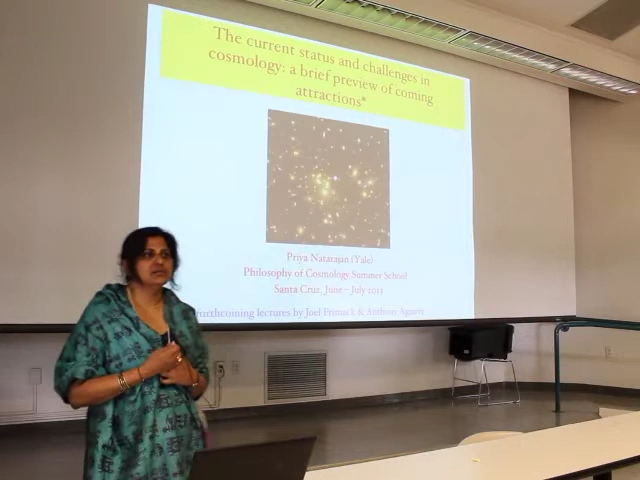 The current status and challenges in
cosmology: a brief preview of coming
attractions*
Priya Natarajan (Yale)
Philosophy of Cosmology Summer School
Santa Cruz, June – July 2013
forthcoming lectures by Joel Primack & Anthony Aguirre